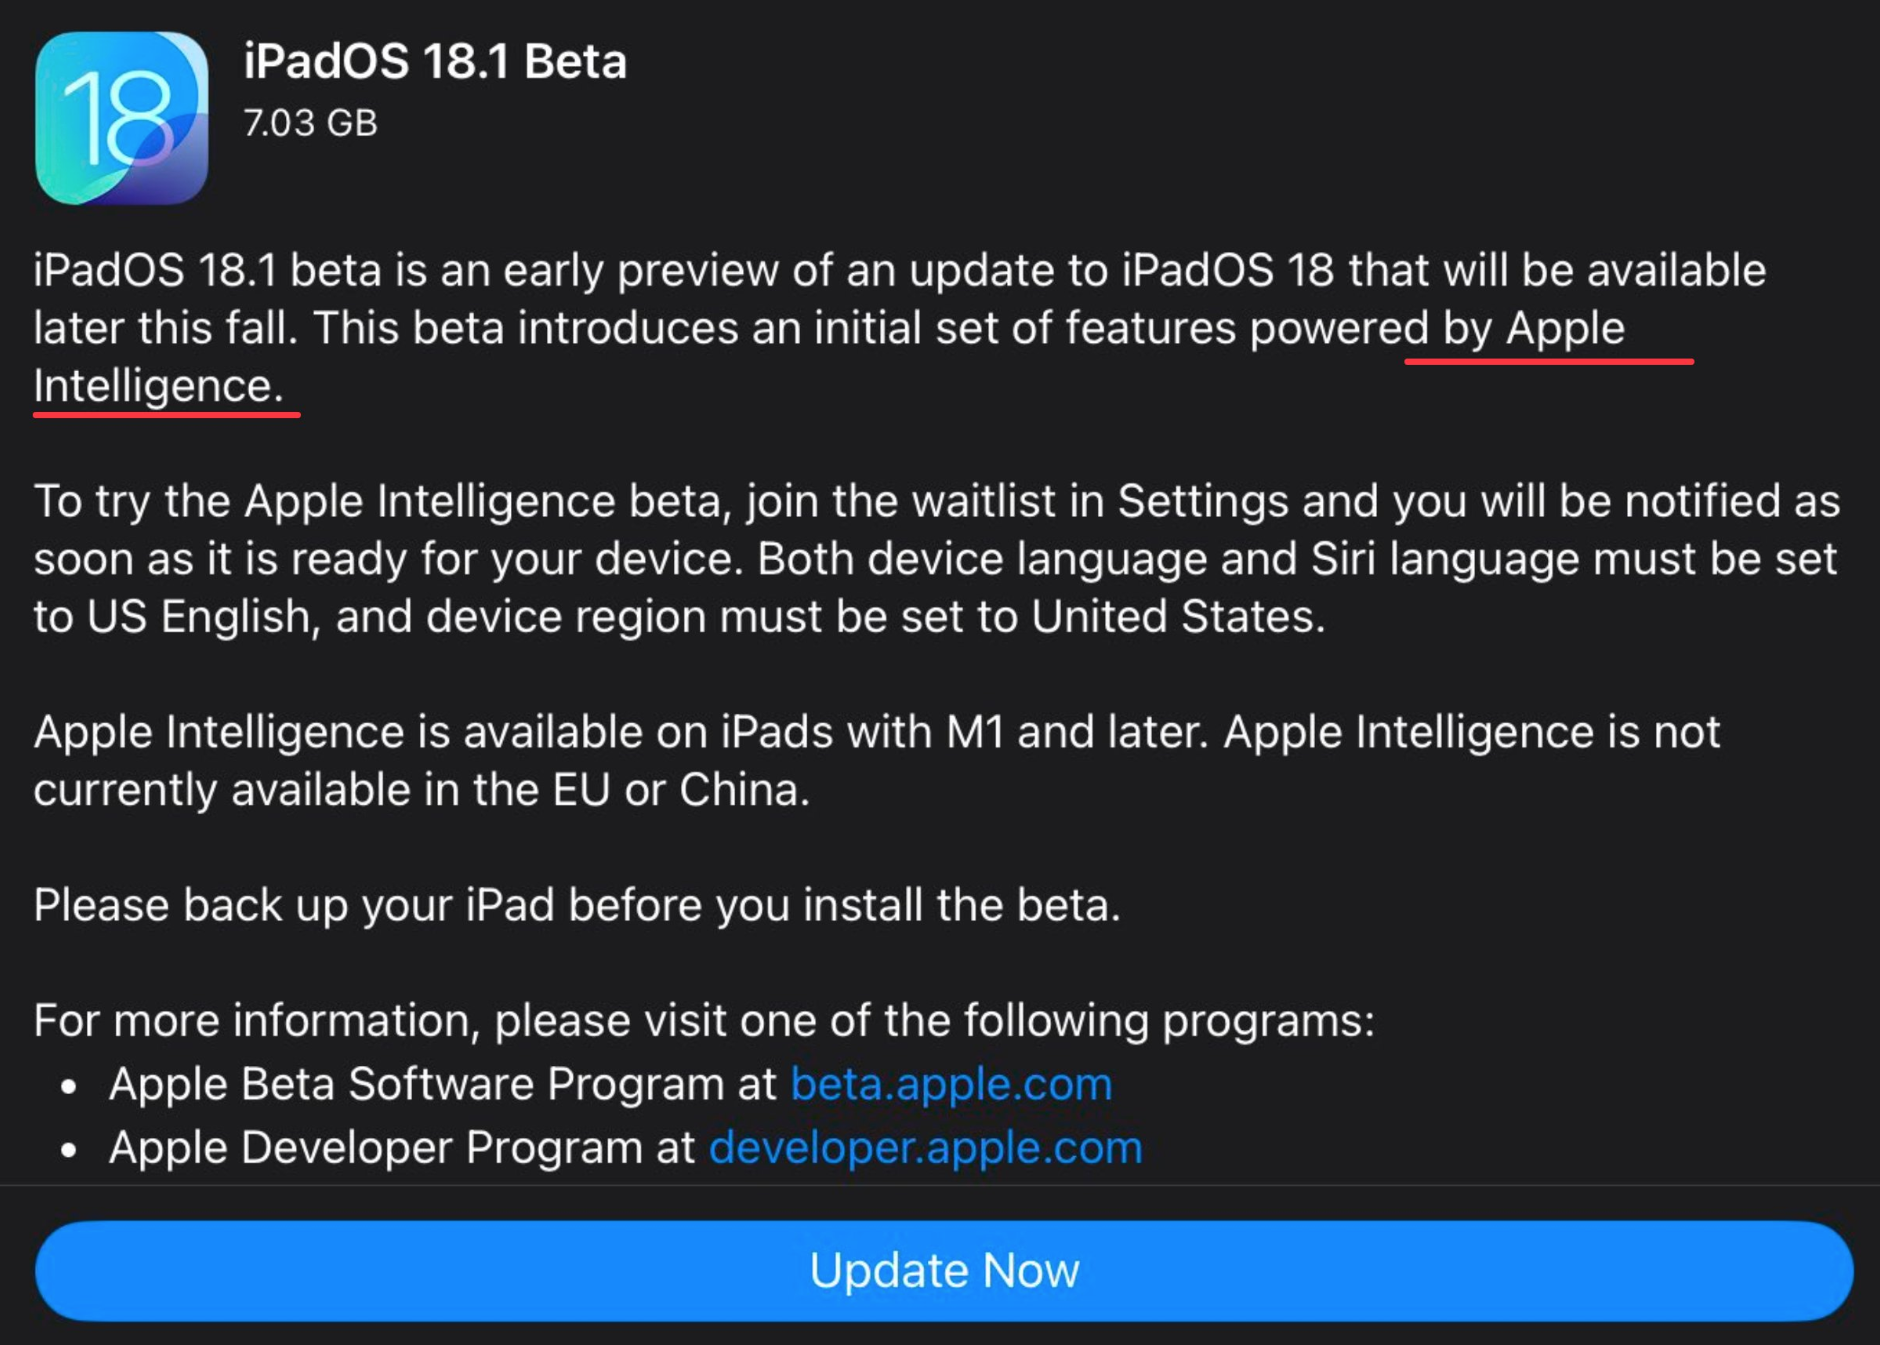 18
iPadOS 18.1 Beta
7.03 GB
iPadOS 18.1 beta is an early preview of an update to iPadOS 18 that will be available
later this fall. This beta introduces an initial set of features powered by Apple
Intelligence.
To try the Apple Intelligence beta, join the waitlist in Settings and you will be notified as
soon as it is ready for your device. Both device language and Siri language must be set
to US English, and device region must be set to United States.
Apple Intelligence is available on iPads with M1 and later. Apple Intelligence is not
currently available in the EU or China.
Please back up your iPad before you install the beta.
For more information, please visit one of the following programs:
• Apple Beta Software Program at beta.apple.com
• Apple Developer Program at developer.apple.com
Update Now